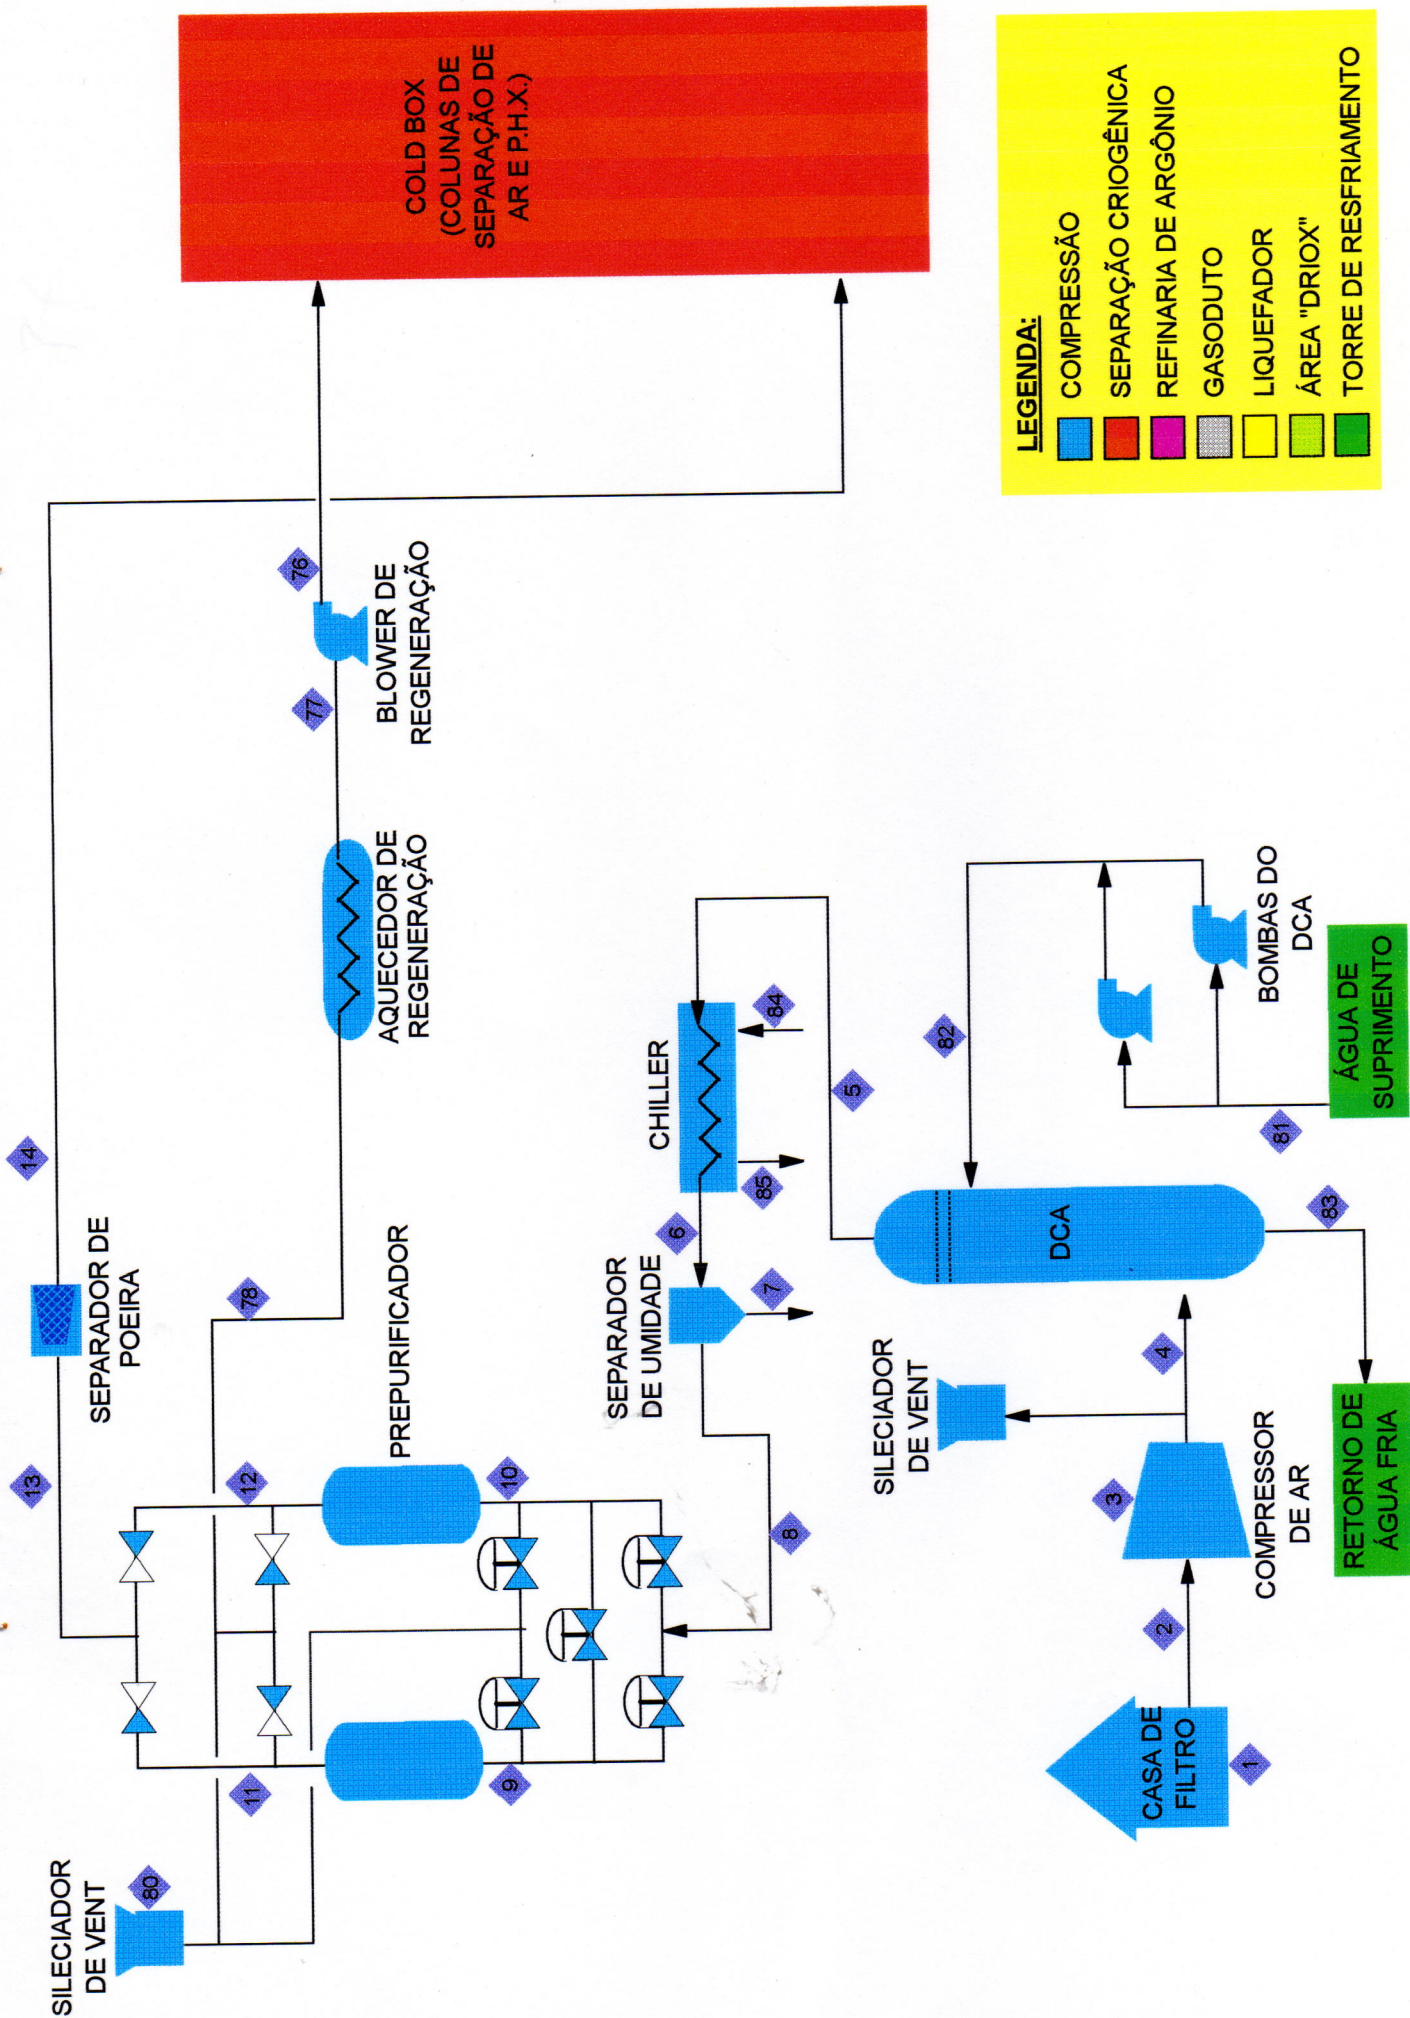 SILECIADOR
DE VENT
80
13
14
SEPARADOR DE
POEIRA
11
12
78
PREPURIFICADOR
AQUECEDOR DE
REGENERAÇÃO
77
76
BLOWER DE
REGENERAÇÃO
COLD BOX
(COLUNAS DE
SEPARAÇÃO DE
AR E P.H.X.)
9
10
SEPARADOR
DE UMIDADE
6
7
8
CHILLER
85
84
5
SILECIADOR
DE VENT
82
CASA DE
FILTRO
1
2
3
COMPRESSOR
DE AR
4
DCA
83
81
BOMBAS DO
DCA
RETORNO DE
ÁGUA FRIA
ÁGUA DE
SUPRIMENTO
LEGENDA:
COMPRESSÃO
SEPARAÇÃO CRIOGÊNICA
REFINARIA DE ARGÔNIO
GASODUTO
LIQUEFADOR
ÁREA "DRIOX"
TORRE DE RESFRIAMENTO